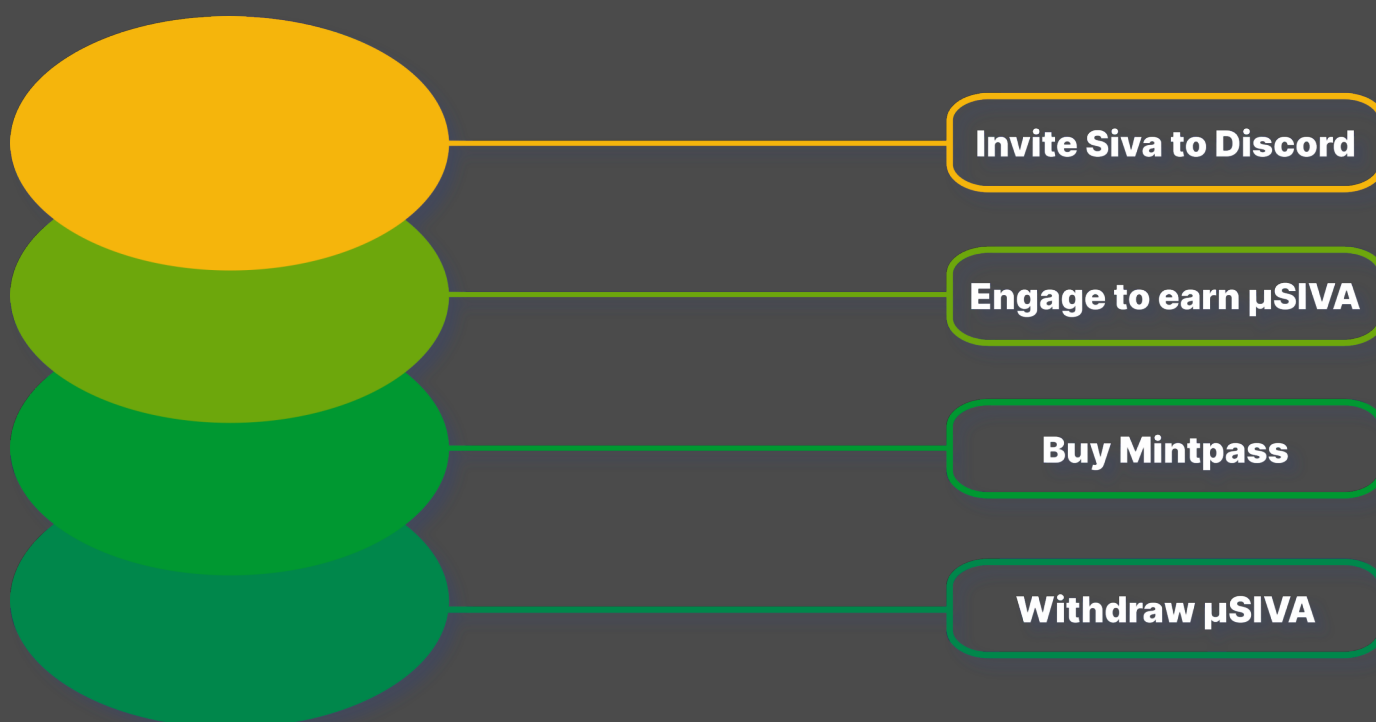 Invite Siva to Discord
Engage to earn µSIVA
Buy Mintpass
Withdraw µSIVA